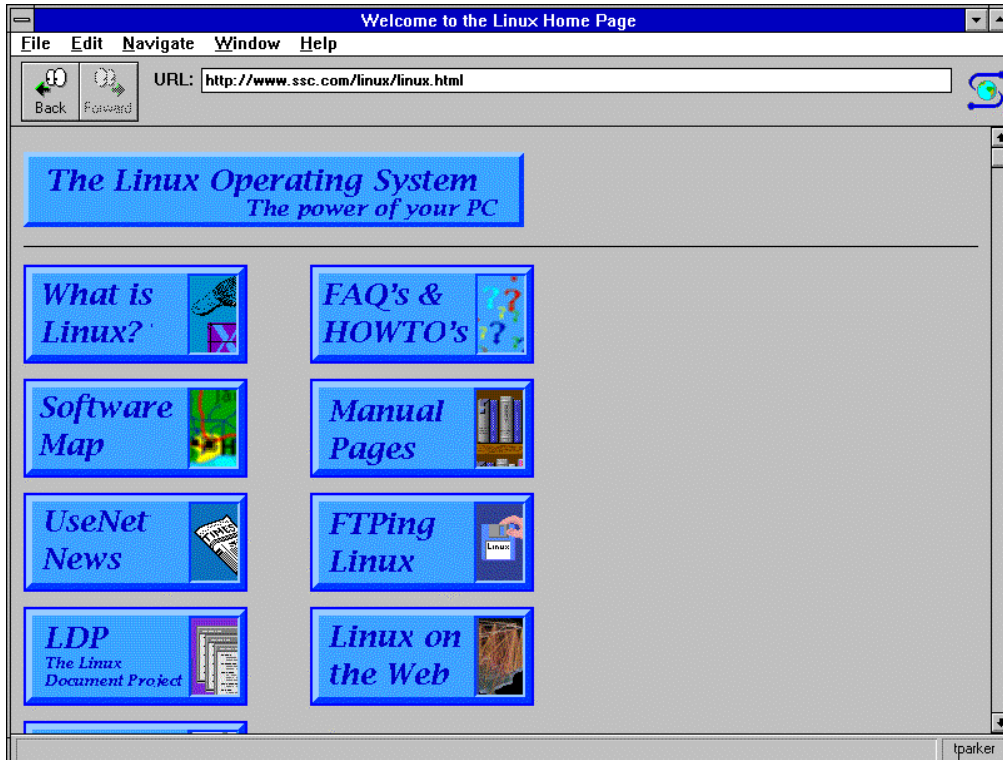 Welcome to the Linux Home Page
File Edit Navigate Window Help
Back Forward URL: http://www.ssc.com/linux/linux.html
The Linux Operating System
The power of your PC
What is
Linux?
FAQ's &
HOWTO's
Software
Map
Manual
Pages
UseNet
News
TIMES
FTPing
Linux
Linux
LDP
The Linux
Document Project
Linux on
the Web
tparker